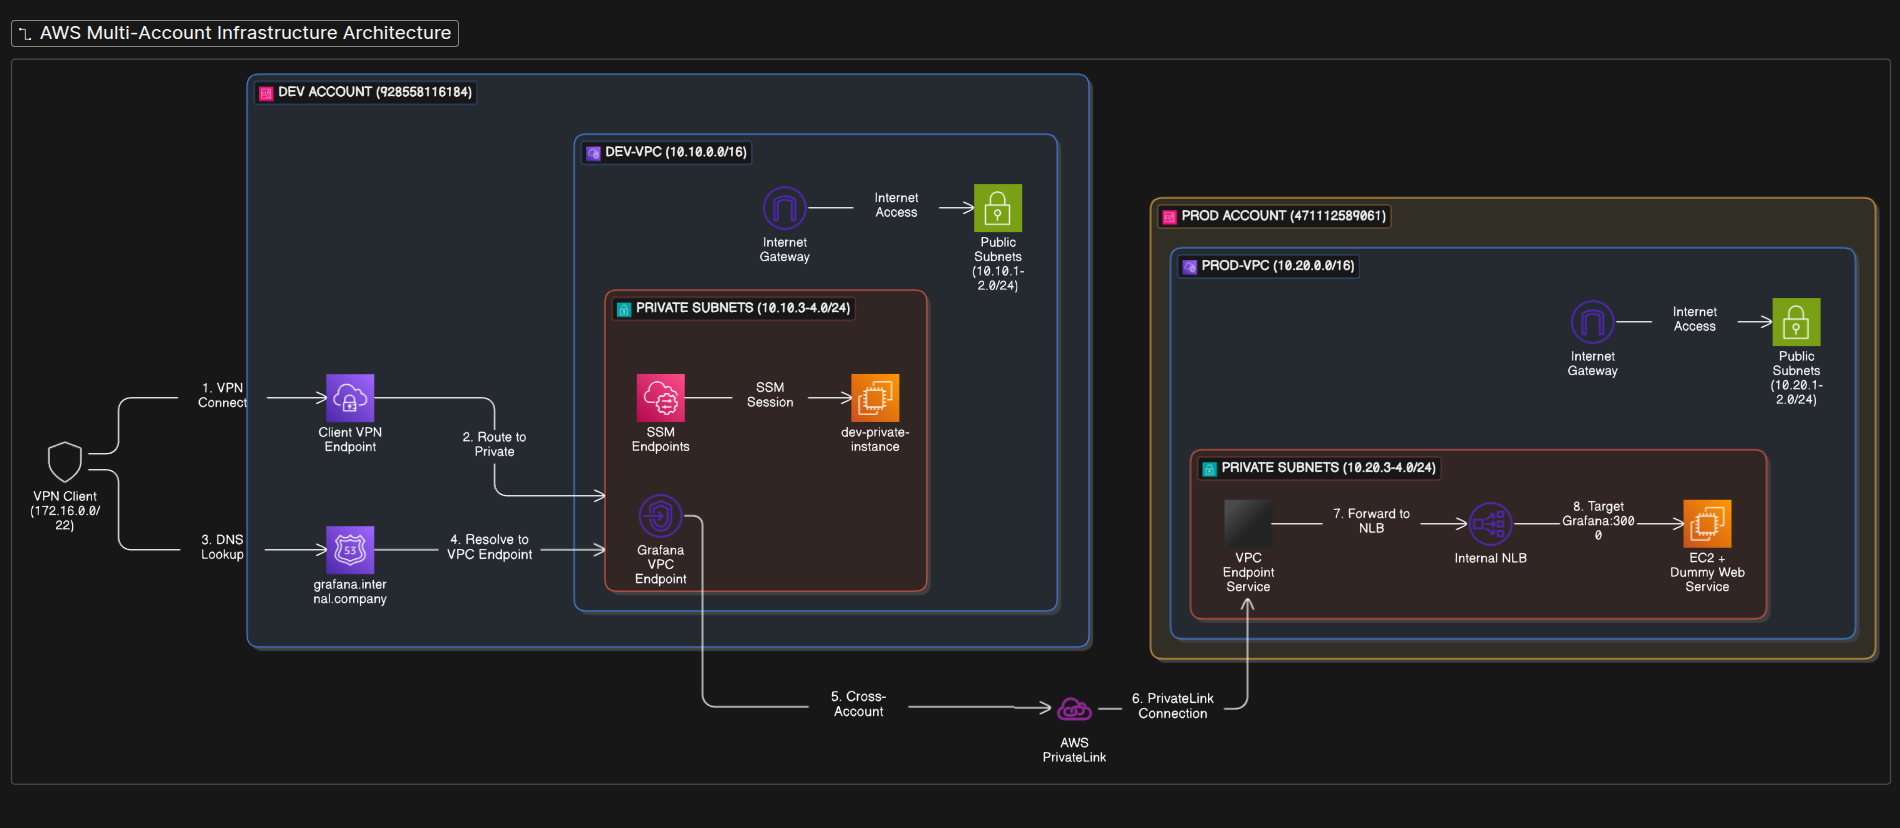 AWS Multi-Account Infrastructure Architecture
DEV ACCOUNT (928558116184)
DEV-VPC (10.10.0.0/16)
Internet
Gateway
Internet
Access
Public
Subnets
(10.10.1-
2.0/24)
PRIVATE SUBNETS (10.10.3-4.0/24)
SSM
Endpoints
SSM
Session
dev-private-
instance
Grafana
VPC
Endpoint
VPN Client
(172.16.0.0/
22)
1. VPN
Connect
Client VPN
Endpoint
2. Route to
Private
3. DNS
Lookup
53
grafana.inter
nal.company
4. Resolve to
VPC Endpoint
5. Cross-
Account
AWS
PrivateLink
6. PrivateLink
Connection
PROD ACCOUNT (471112589061)
PROD-VPC (10.20.0.0/16)
Internet
Gateway
Internet
Access
Public
Subnets
(10.20.1-
2.0/24)
PRIVATE SUBNETS (10.20.3-4.0/24)
VPC
Endpoint
Service
7. Forward to
NLB
Internal NLB
8. Target
Grafana:300
0
EC2 +
Dummy Web
Service